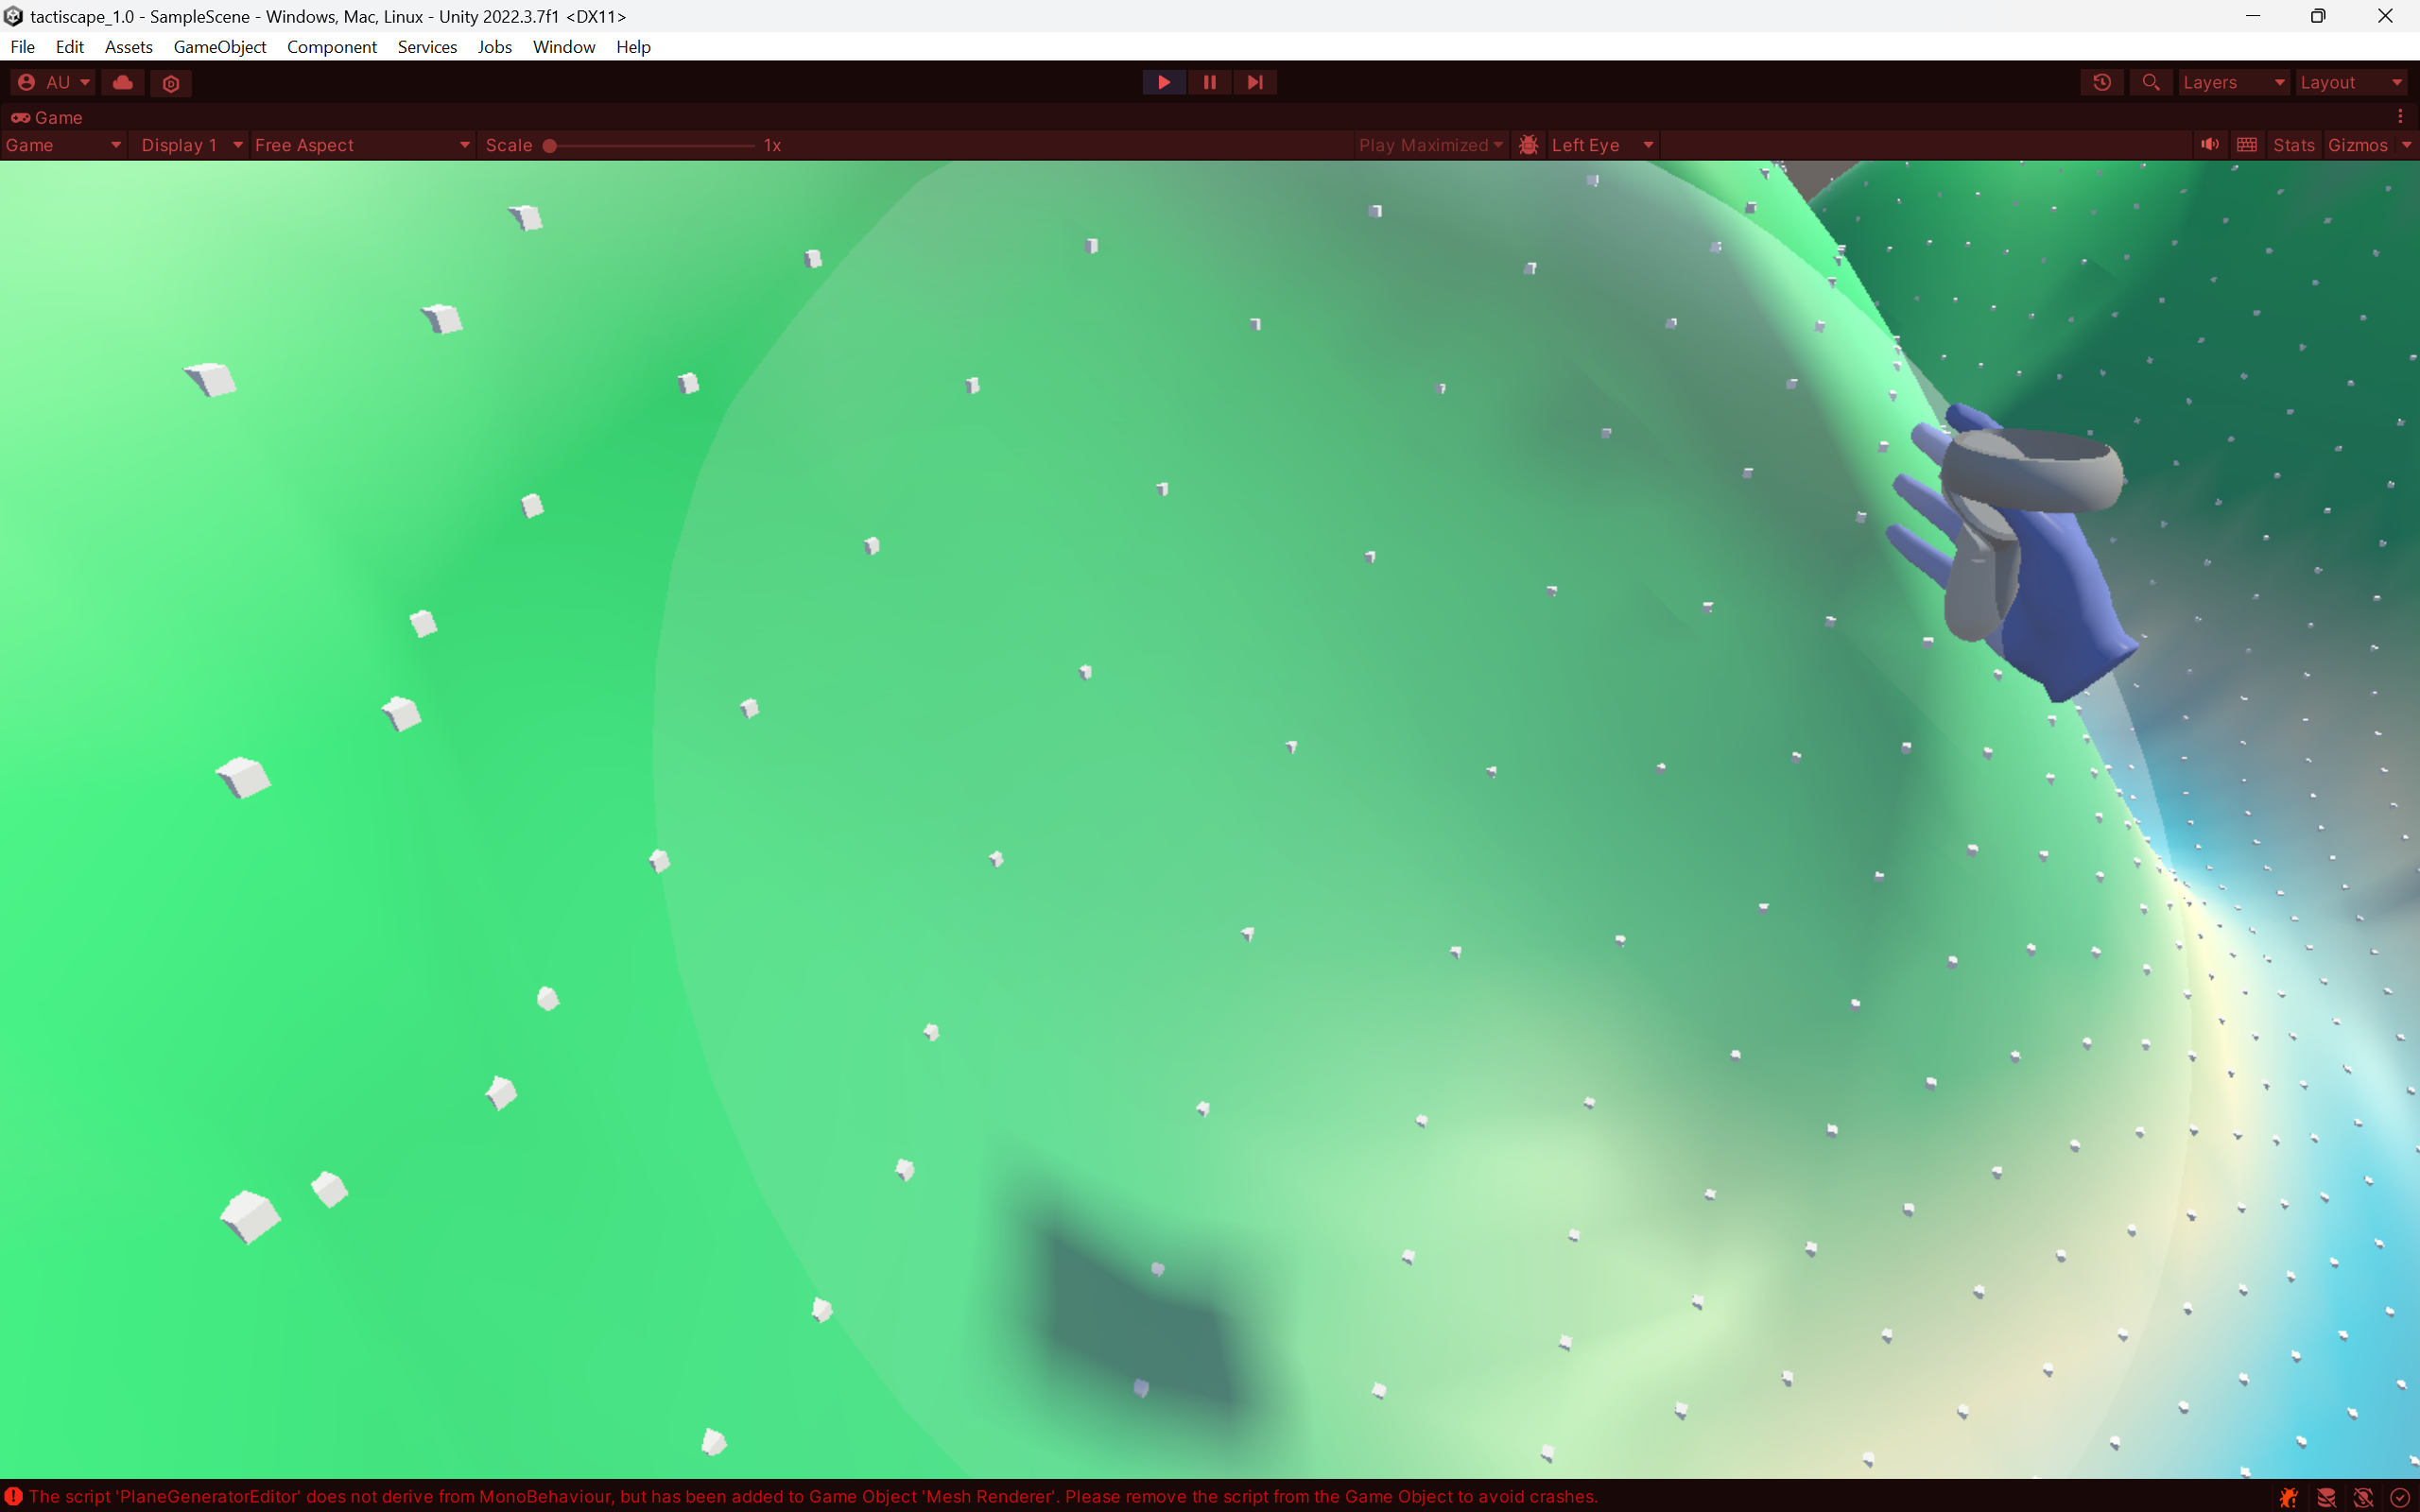 tactiscape_1.0 - SampleScene - Windows, Mac, Linux - Unity 2022.3.7f1 <DX11>
File Edit Assets GameObject Component Services Jobs Window Help
AU Layers Layout
Game
Game Display 1 Free Aspect Scale 1x Play Maximized Left Eye Stats Gizmos
The script 'PlaneGeneratorEditor' does not derive from MonoBehaviour, but has been added to Game Object 'Mesh Renderer'. Please remove the script from the Game Object to avoid crashes.